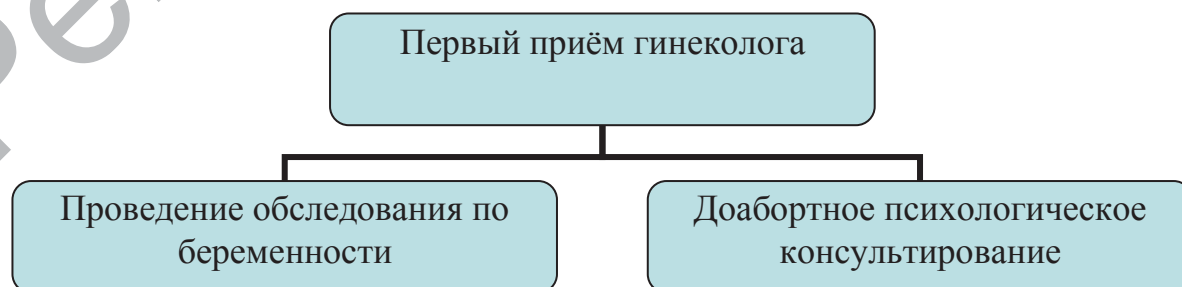 Первый приём гинеколога
Проведение обследования по
беременности
Доабортное психологическое
консультирование